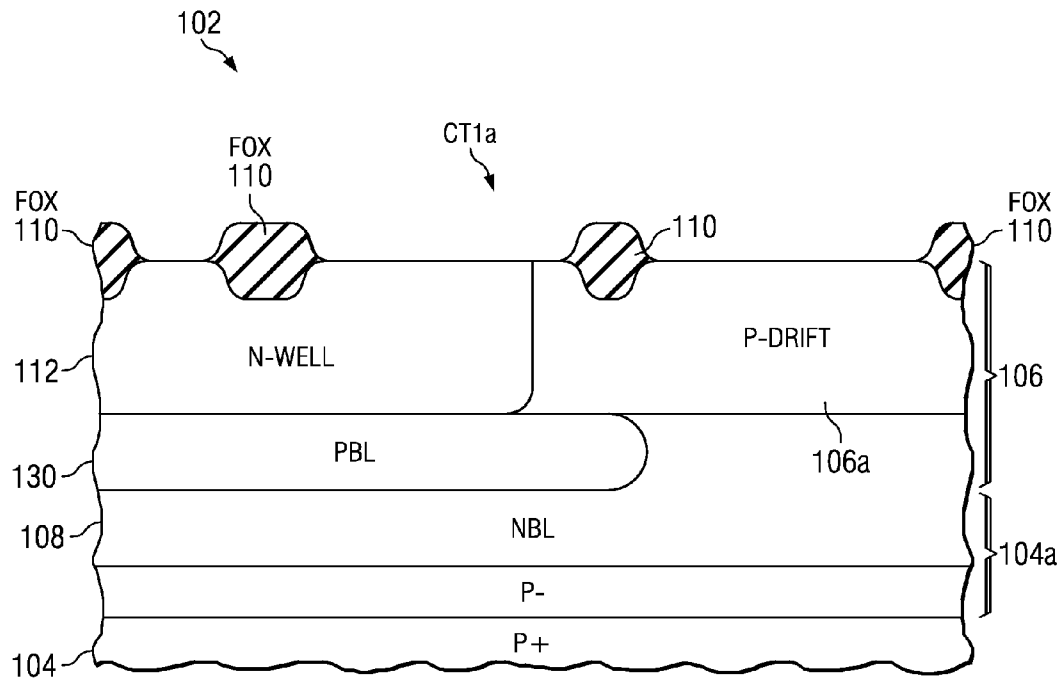 102
CT1a
FOX
110
FOX
110
110
FOX
110
N-WELL
P-DRIFT
112
106
PBL
106a
130
108
NBL
104a
P-
104
P+